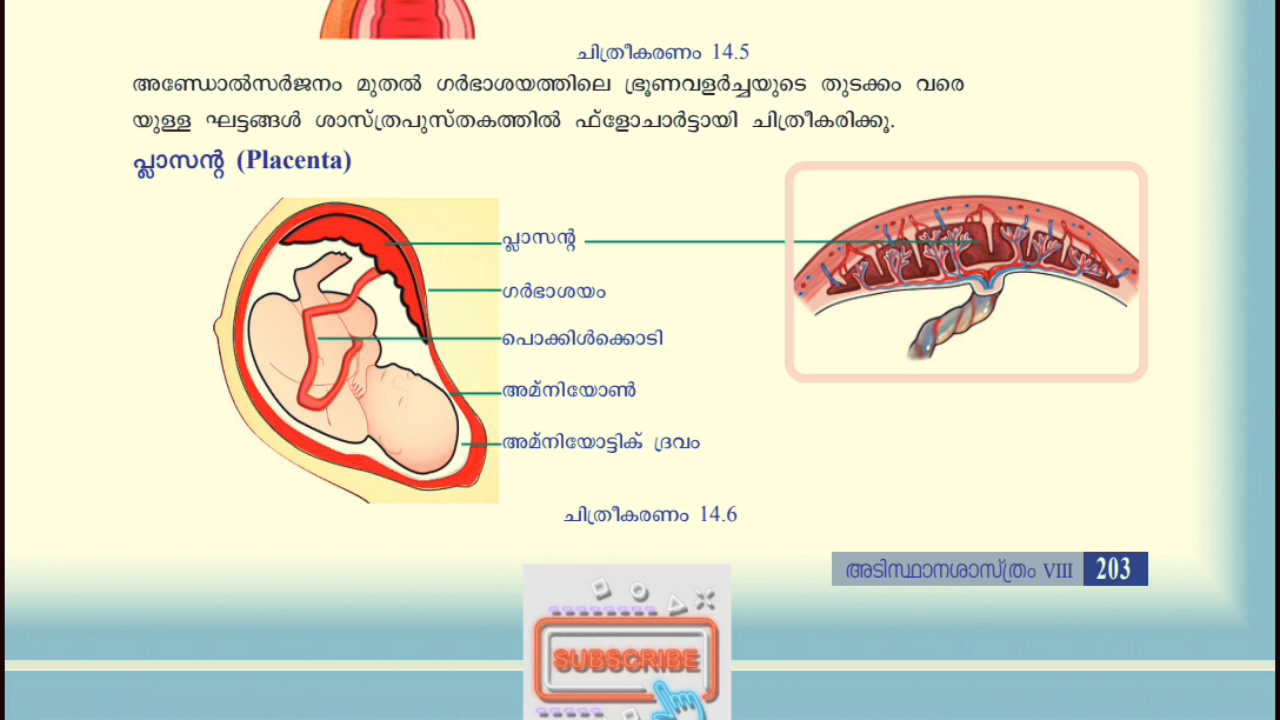 ചിത്രീകരണം 14.5
അണ്ഡോൽസർജനം മുതൽ ഗർഭാശയത്തിലെ ഭ്രൂണവളർച്ചയുടെ തുടക്കം വരെ
യുള്ള ഘട്ടങ്ങൾ ശാസ്ത്രപുസ്തകത്തിൽ ഫ്ളോചാർട്ടായി ചിത്രീകരിക്കൂ.
പ്ലാസന്റ (Placenta)
പ്ലാസന്റ
ഗർഭാശയം
പൊക്കിൾക്കൊടി
അമ്നിയോൺ
അമ്നിയോട്ടിക് ദ്രവം
ചിത്രീകരണം 14.6
അടിസ്ഥാനശാസ്ത്രം VIII 203
SUBSCRIBE